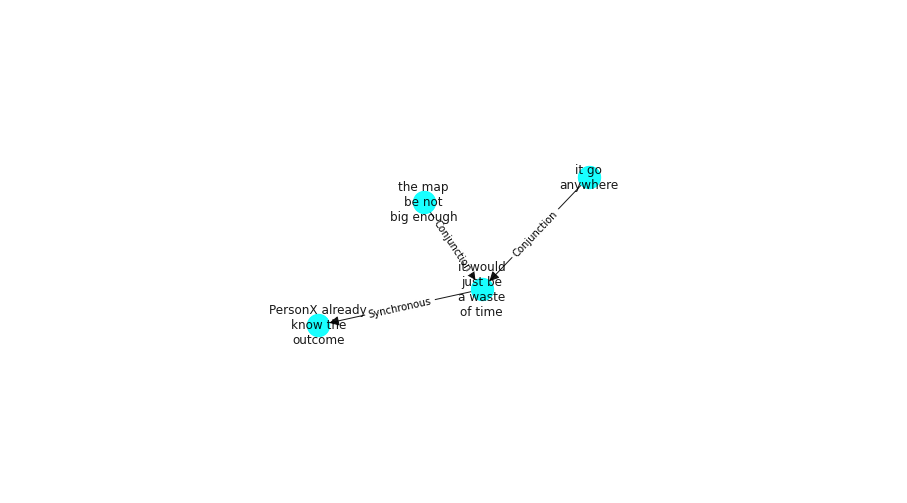 it go
anywhere
the map
be not
big enough
Conjunction
Conjunction
it would
just be
a waste
of time
Synchronous
PersonX already
know the
outcome